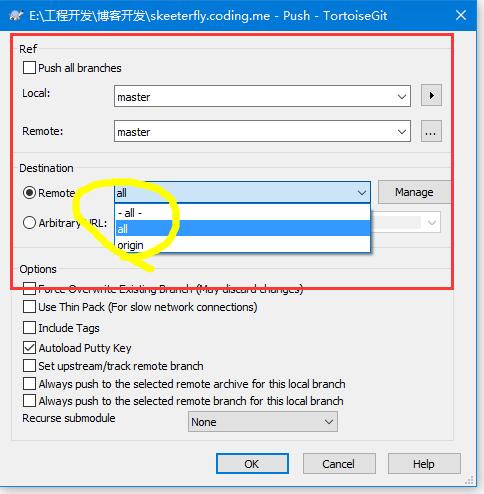 E:\工程开发\博客开发\skeeterfly.coding.me - Push - TortoiseGit
Ref
Push all branches
Local:
master
Remote:
master
...
Destination
Remote
all
Manage
- all -
Arbitrary URL:
all
origin
Options
Force Overwrite Existing Branch (May discard changes)
Use Thin Pack (For slow network connections)
Include Tags
Autoload Putty Key
Set upstream/track remote branch
Always push to the selected remote archive for this local branch
Always push to the selected remote branch for this local branch
Recurse submodule
None
OK
Cancel
Help